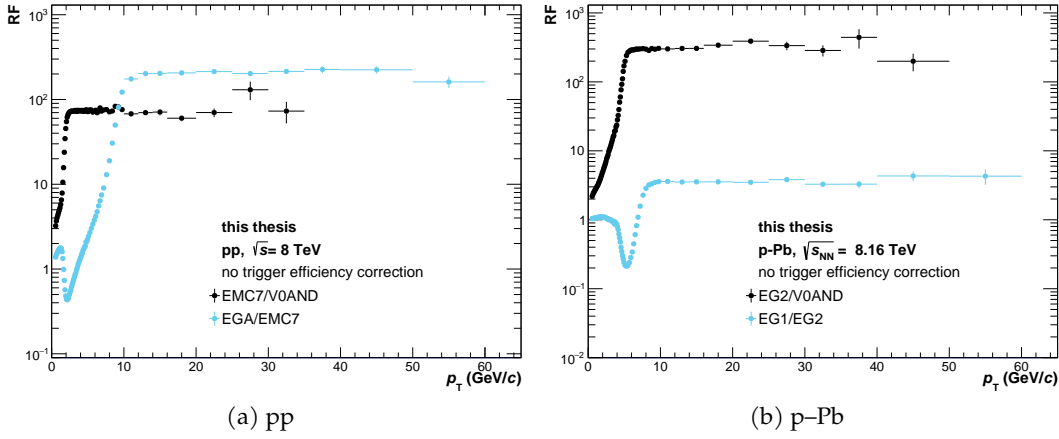 RF
10³
10²
10
1
10⁻¹
0 10 20 30 40 50 60
p_T (GeV/c)
this thesis
pp, √s= 8 TeV
no trigger efficiency correction
EMC7/V0AND
EGA/EMC7
(a) pp
RF
10³
10²
10
1
10⁻¹
10⁻²
0 10 20 30 40 50 60
p_T (GeV/c)
this thesis
p-Pb, √s_NN = 8.16 TeV
no trigger efficiency correction
EG2/V0AND
EG1/EG2
(b) p–Pb